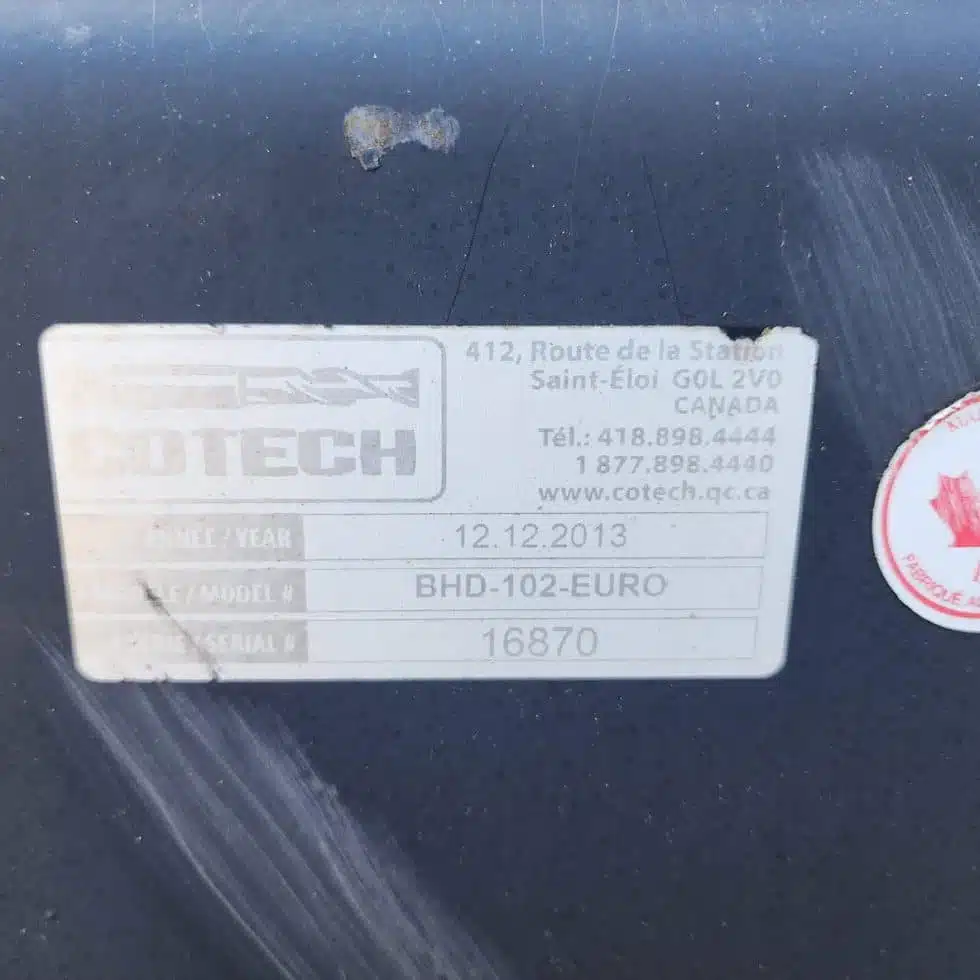 412, Route de la Station
Saint-Éloi G0L 2V0
CANADA
COTECH
Tél.: 418.898.4444
1 877.898.4440
www.cotech.qc.ca
/ YEAR 12.12.2013
/ MODEL # BHD-102-EURO
/ SERIAL # 16870
FABRIQUÉ